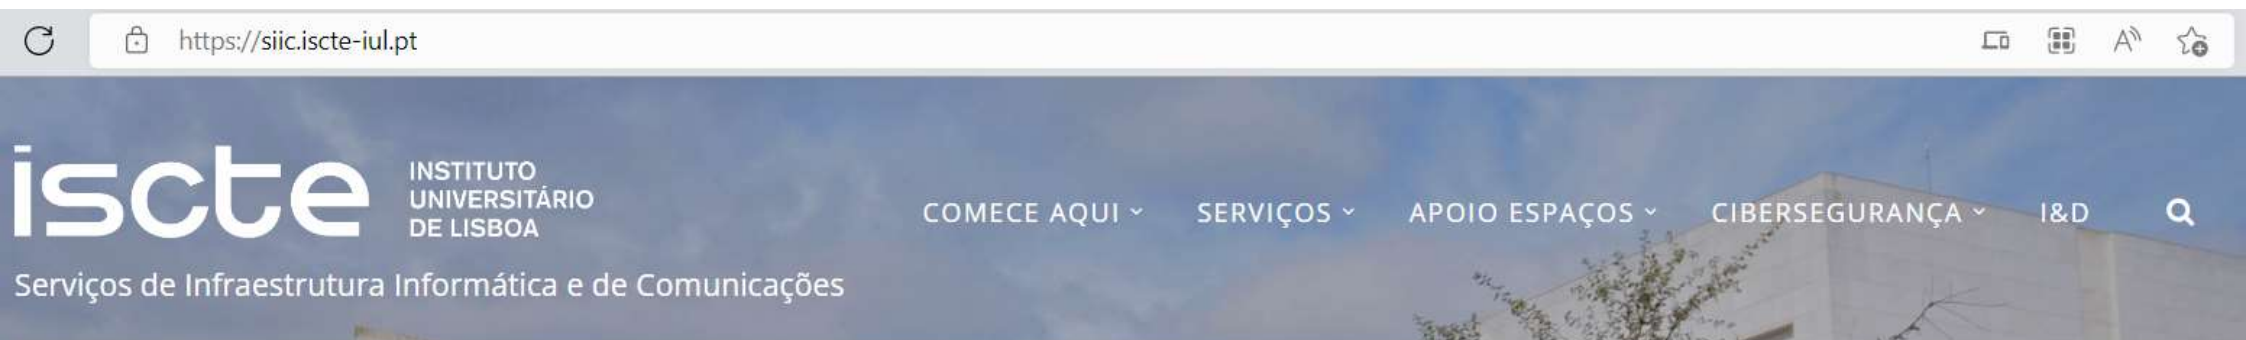 https://siic.iscte-iul.pt
iscte
INSTITUTO
UNIVERSITÁRIO
DE LISBOA
COMECE AQUI SERVIÇOS APOIO ESPAÇOS CIBERSEGURANÇA I&D
Serviços de Infraestrutura Informática e de Comunicações